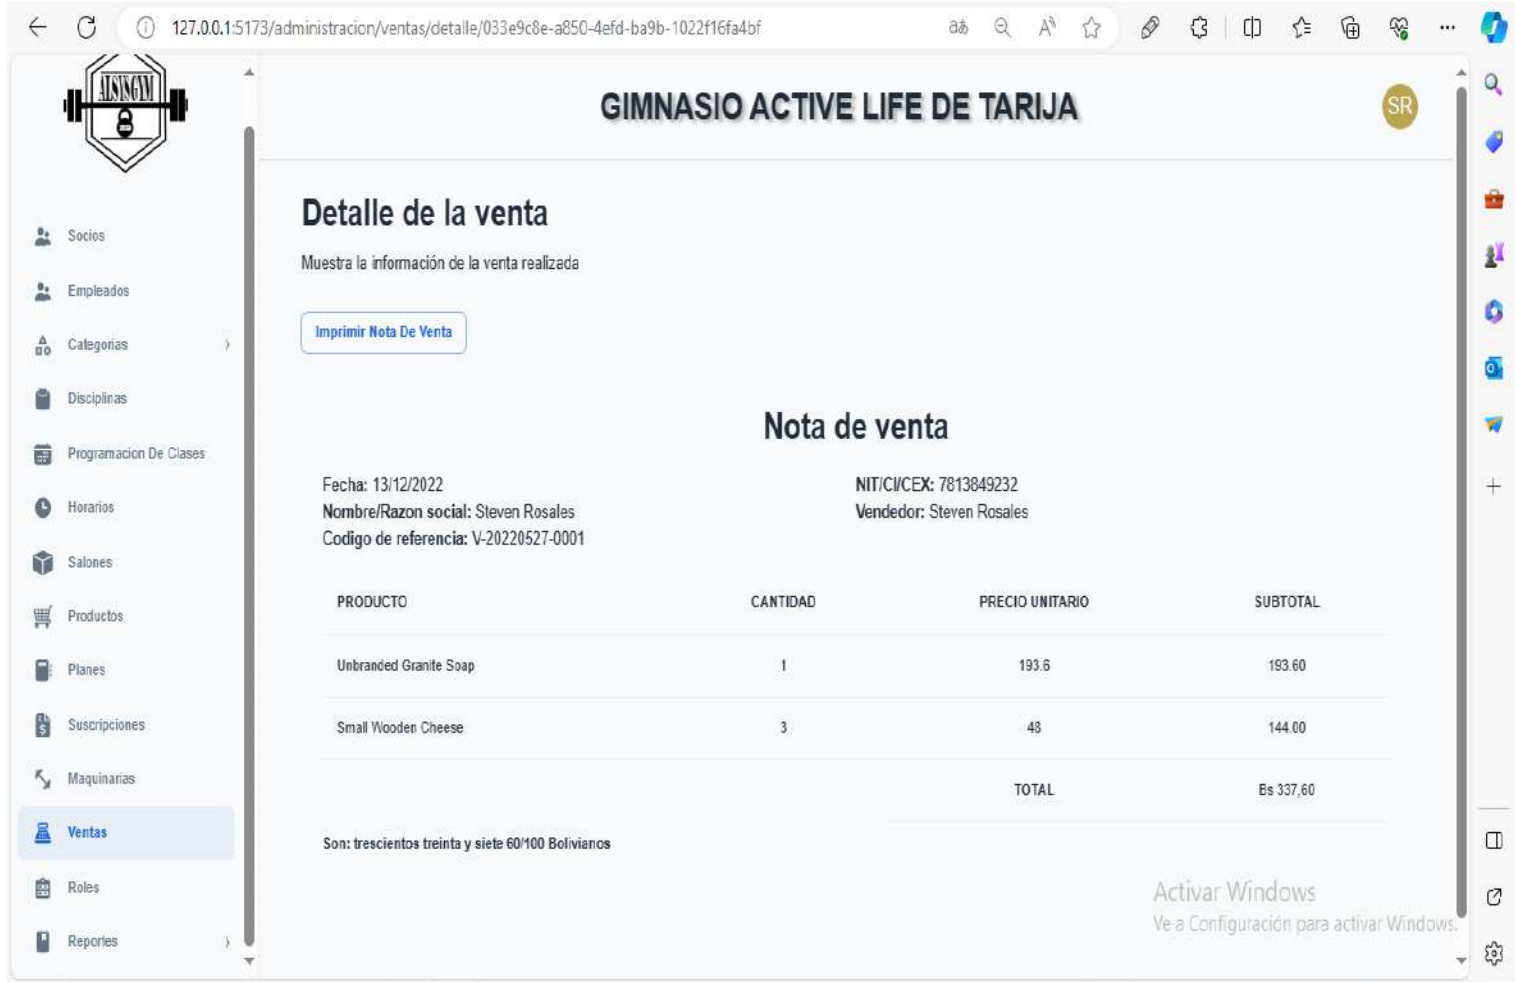 127.0.0.1:5173/administracion/ventas/detalle/033e9c8e-a850-4efd-ba9b-1022f16fa4bf
ALSYSGYM
GIMNASIO ACTIVE LIFE DE TARIJA
SR
Socios
Empleados
Categorias
Disciplinas
Programacion De Clases
Horarios
Salones
Productos
Planes
Suscripciones
Maquinarias
Ventas
Roles
Reportes
Detalle de la venta
Muestra la información de la venta realizada
Imprimir Nota De Venta
Nota de venta
Fecha: 13/12/2022
NIT/CI/CEX: 7813849232
Nombre/Razon social: Steven Rosales
Vendedor: Steven Rosales
Codigo de referencia: V-20220527-0001
PRODUCTO CANTIDAD PRECIO UNITARIO SUBTOTAL
Unbranded Granite Soap 1 193.6 193.60
Small Wooden Cheese 3 48 144.00
TOTAL Bs 337,60
Son: trescientos treinta y siete 60/100 Bolivianos
Activar Windows
Ve a Configuración para activar Windows.